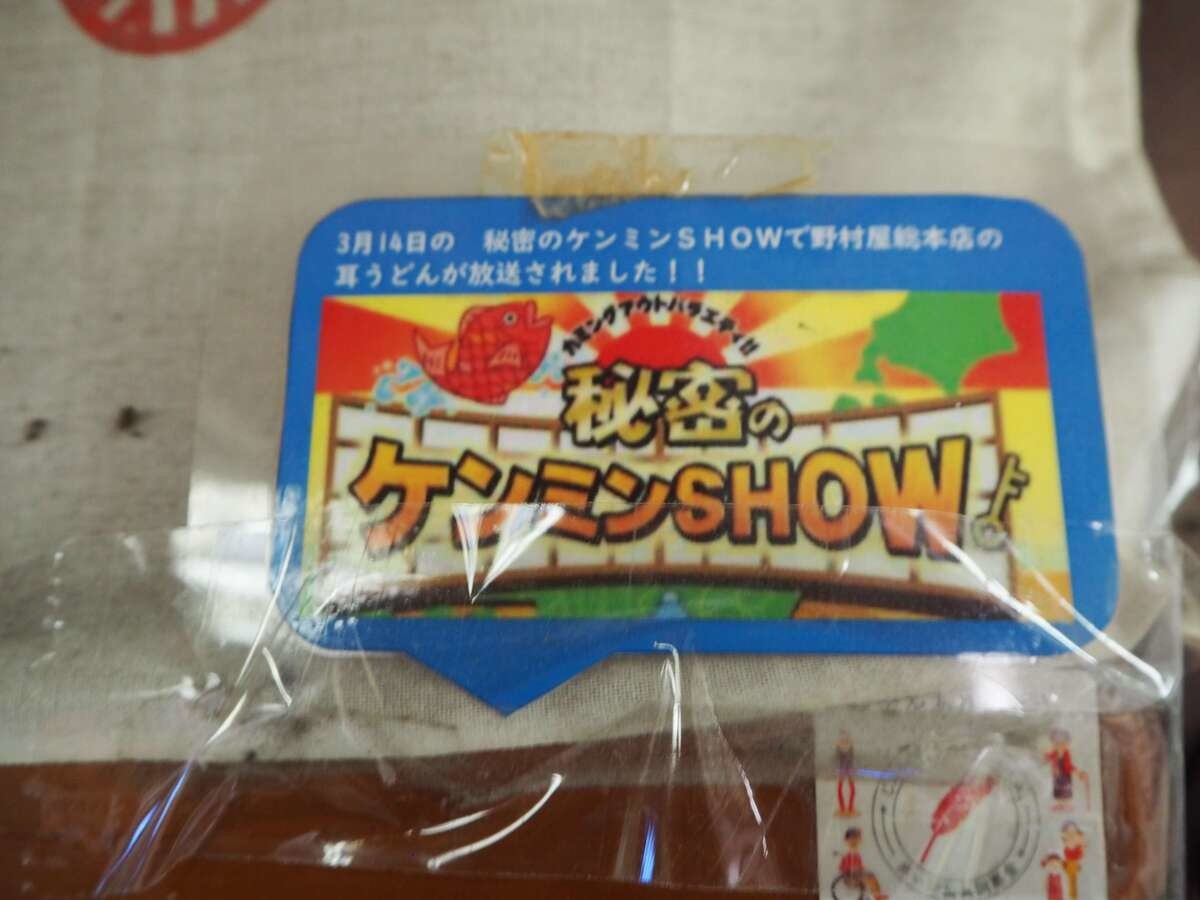 3月14日の 秘密のケンミンSHOWで野村屋総本店の
耳うどんが放送されました！！
カミングアウトバラエティ!!
秘密の
ケンミンSHOW